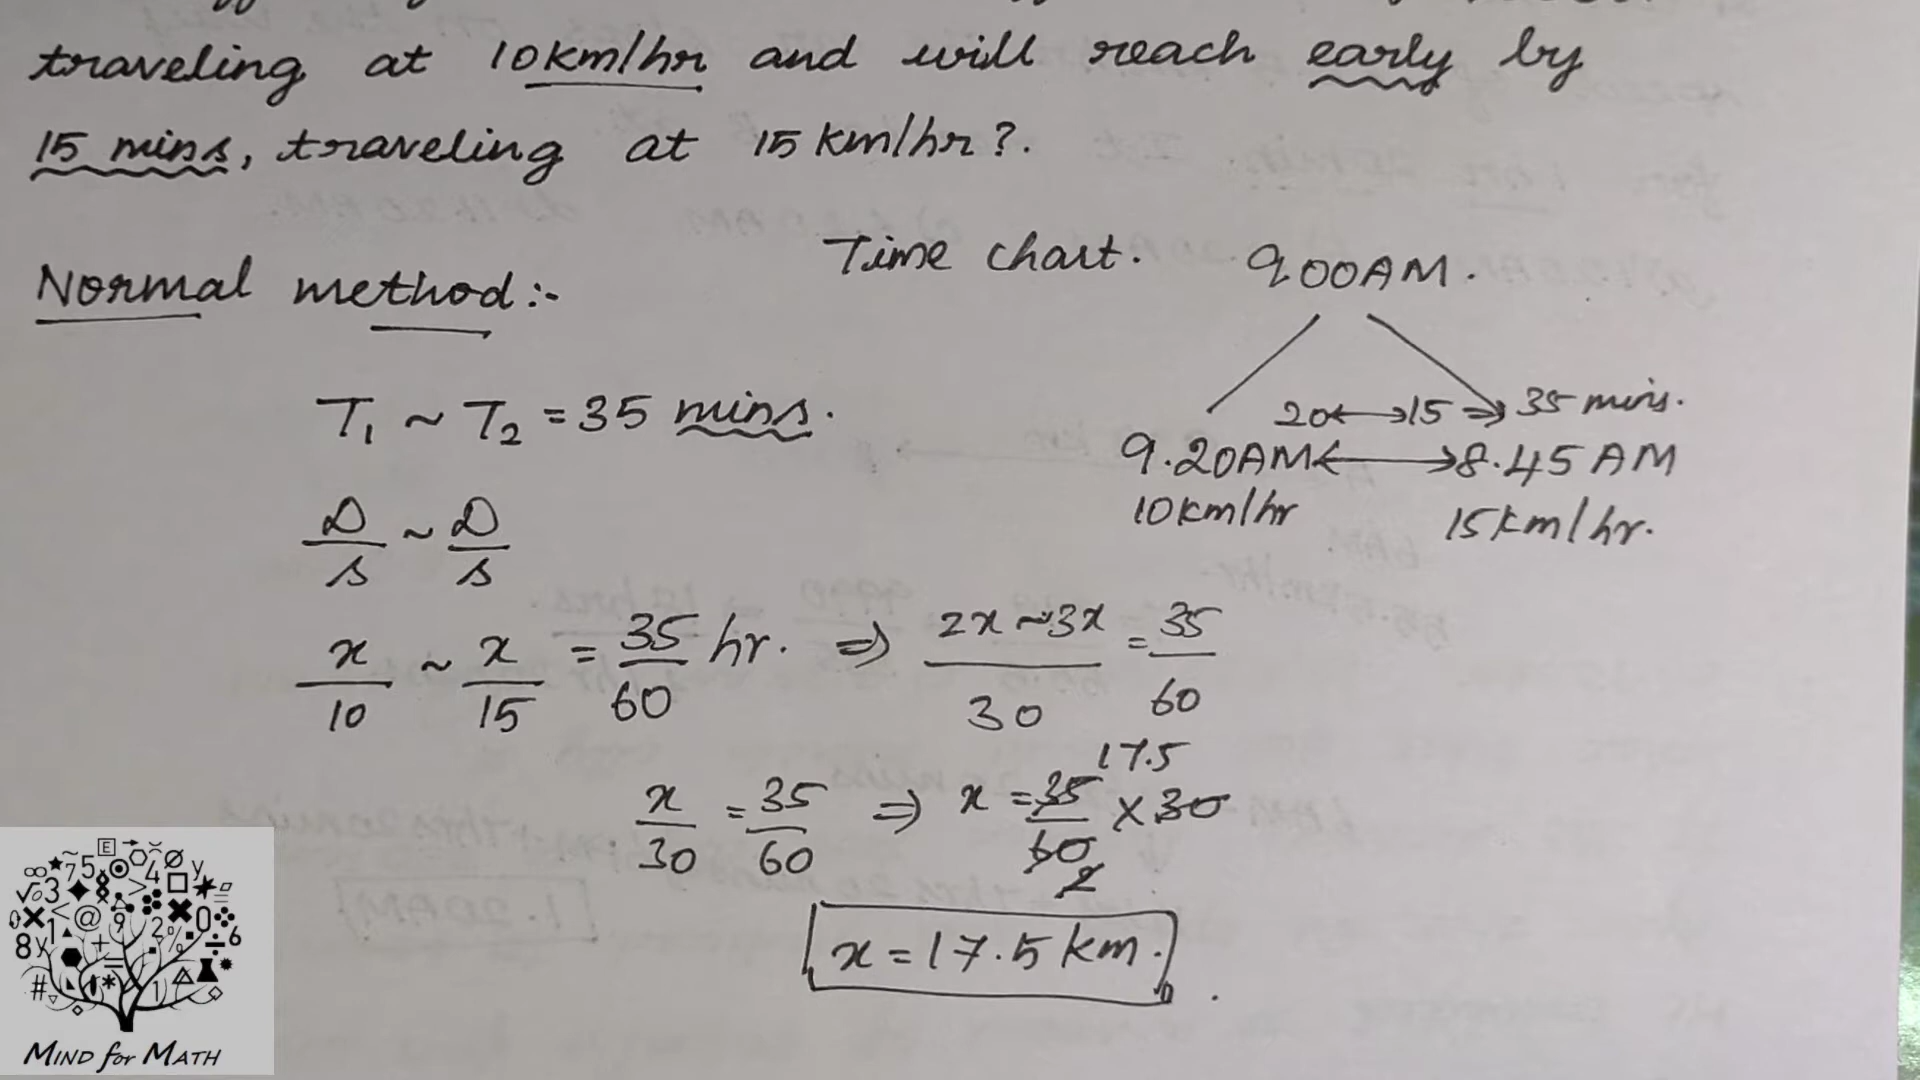 traveling at 10km/hr and will reach early by
15 mins, traveling at 15 km/hr?.
Time chart. 9.00AM.
Normal method:-
T1 ~ T2 = 35 mins.
20 ↔ 15 ⇒ 35 mins.
9.20AM ↔ 8.45 AM
10km/hr 15km/hr.
D/s ~ D/s
x/10 ~ x/15 = 35/60 hr. ⇒ 2x ~ 3x/30 = 35/60
x/30 = 35/60 ⇒ x = 35/60 × 30
17.5
2
x = 17.5 km.
MIND for MATH